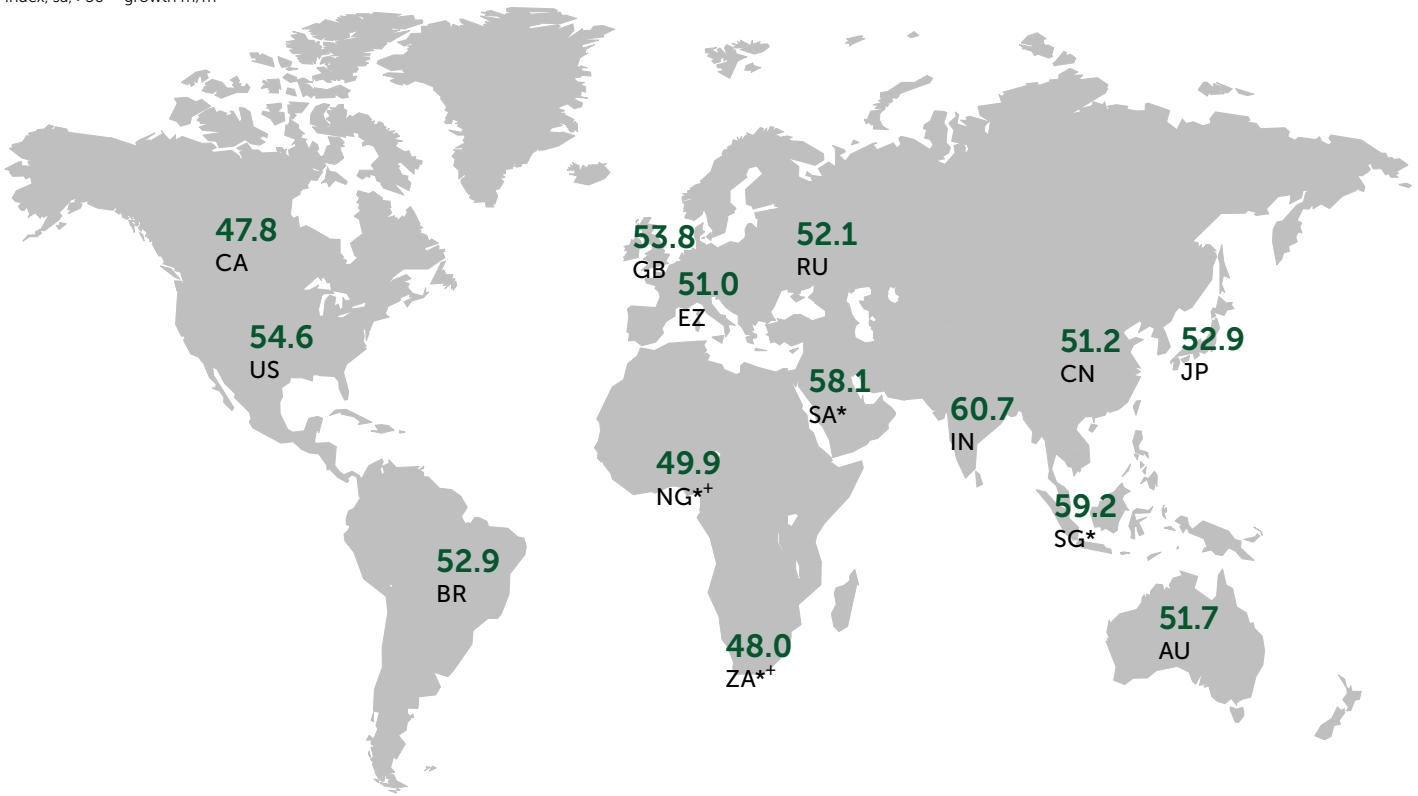 47.8
CA
53.8
GB
52.1
RU
51.0
EZ
54.6
US
51.2
CN
52.9
JP
58.1
SA*
60.7
IN
49.9
NG*+
59.2
SG*
52.9
BR
51.7
AU
48.0
ZA*+